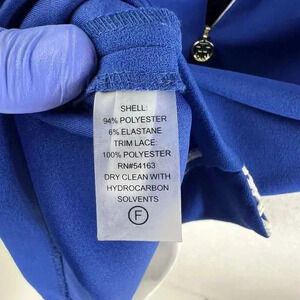 SHELL:
94% POLYESTER
6% ELASTANE
TRIM LACE:
100% POLYESTER
RN#54163
DRY CLEAN WITH
HYDROCARBON
SOLVENTS
F